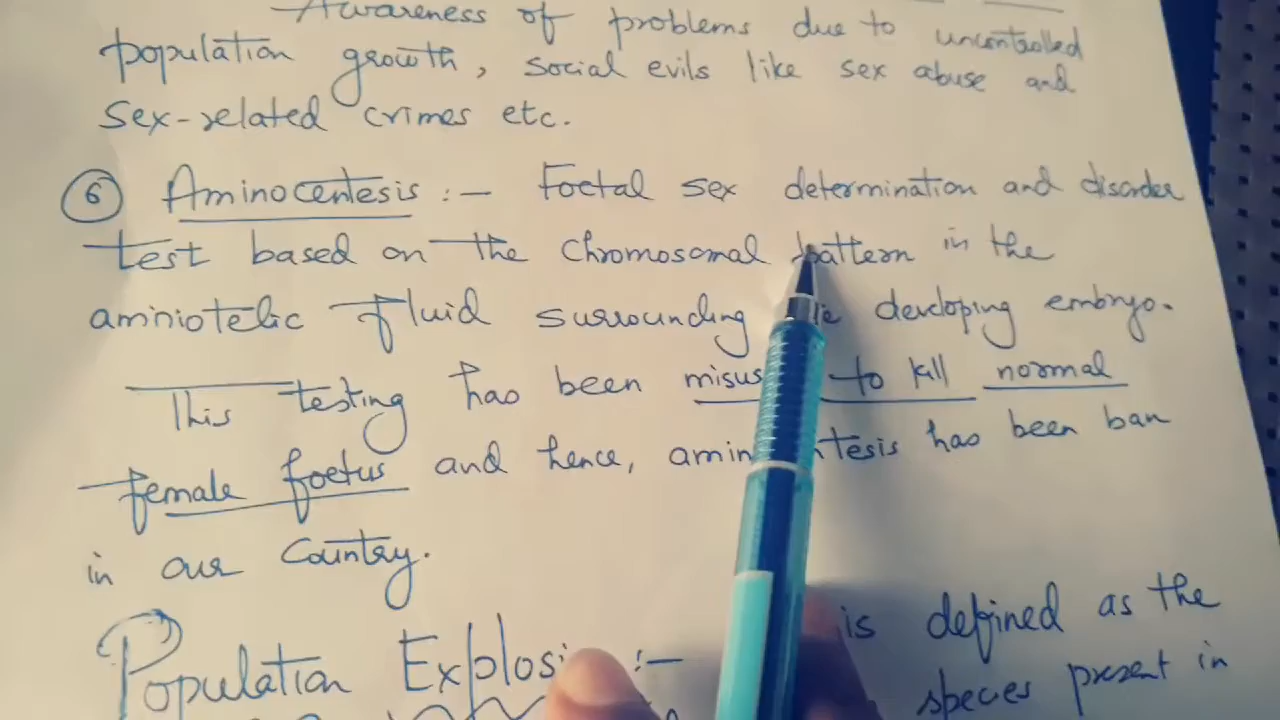 Awareness of problems due to uncontrolled
population growth, social evils like sex abuse and
sex-related crimes etc.
6 Aminocentesis :- Foetal sex determination and disorder
test based on the chromosomal pattern in the
aminiotelic fluid surrounding developing embryo.
This testing has been to kill normal
female foetus and hence, has been ban
in our country.
Population :- is defined as the
species present in